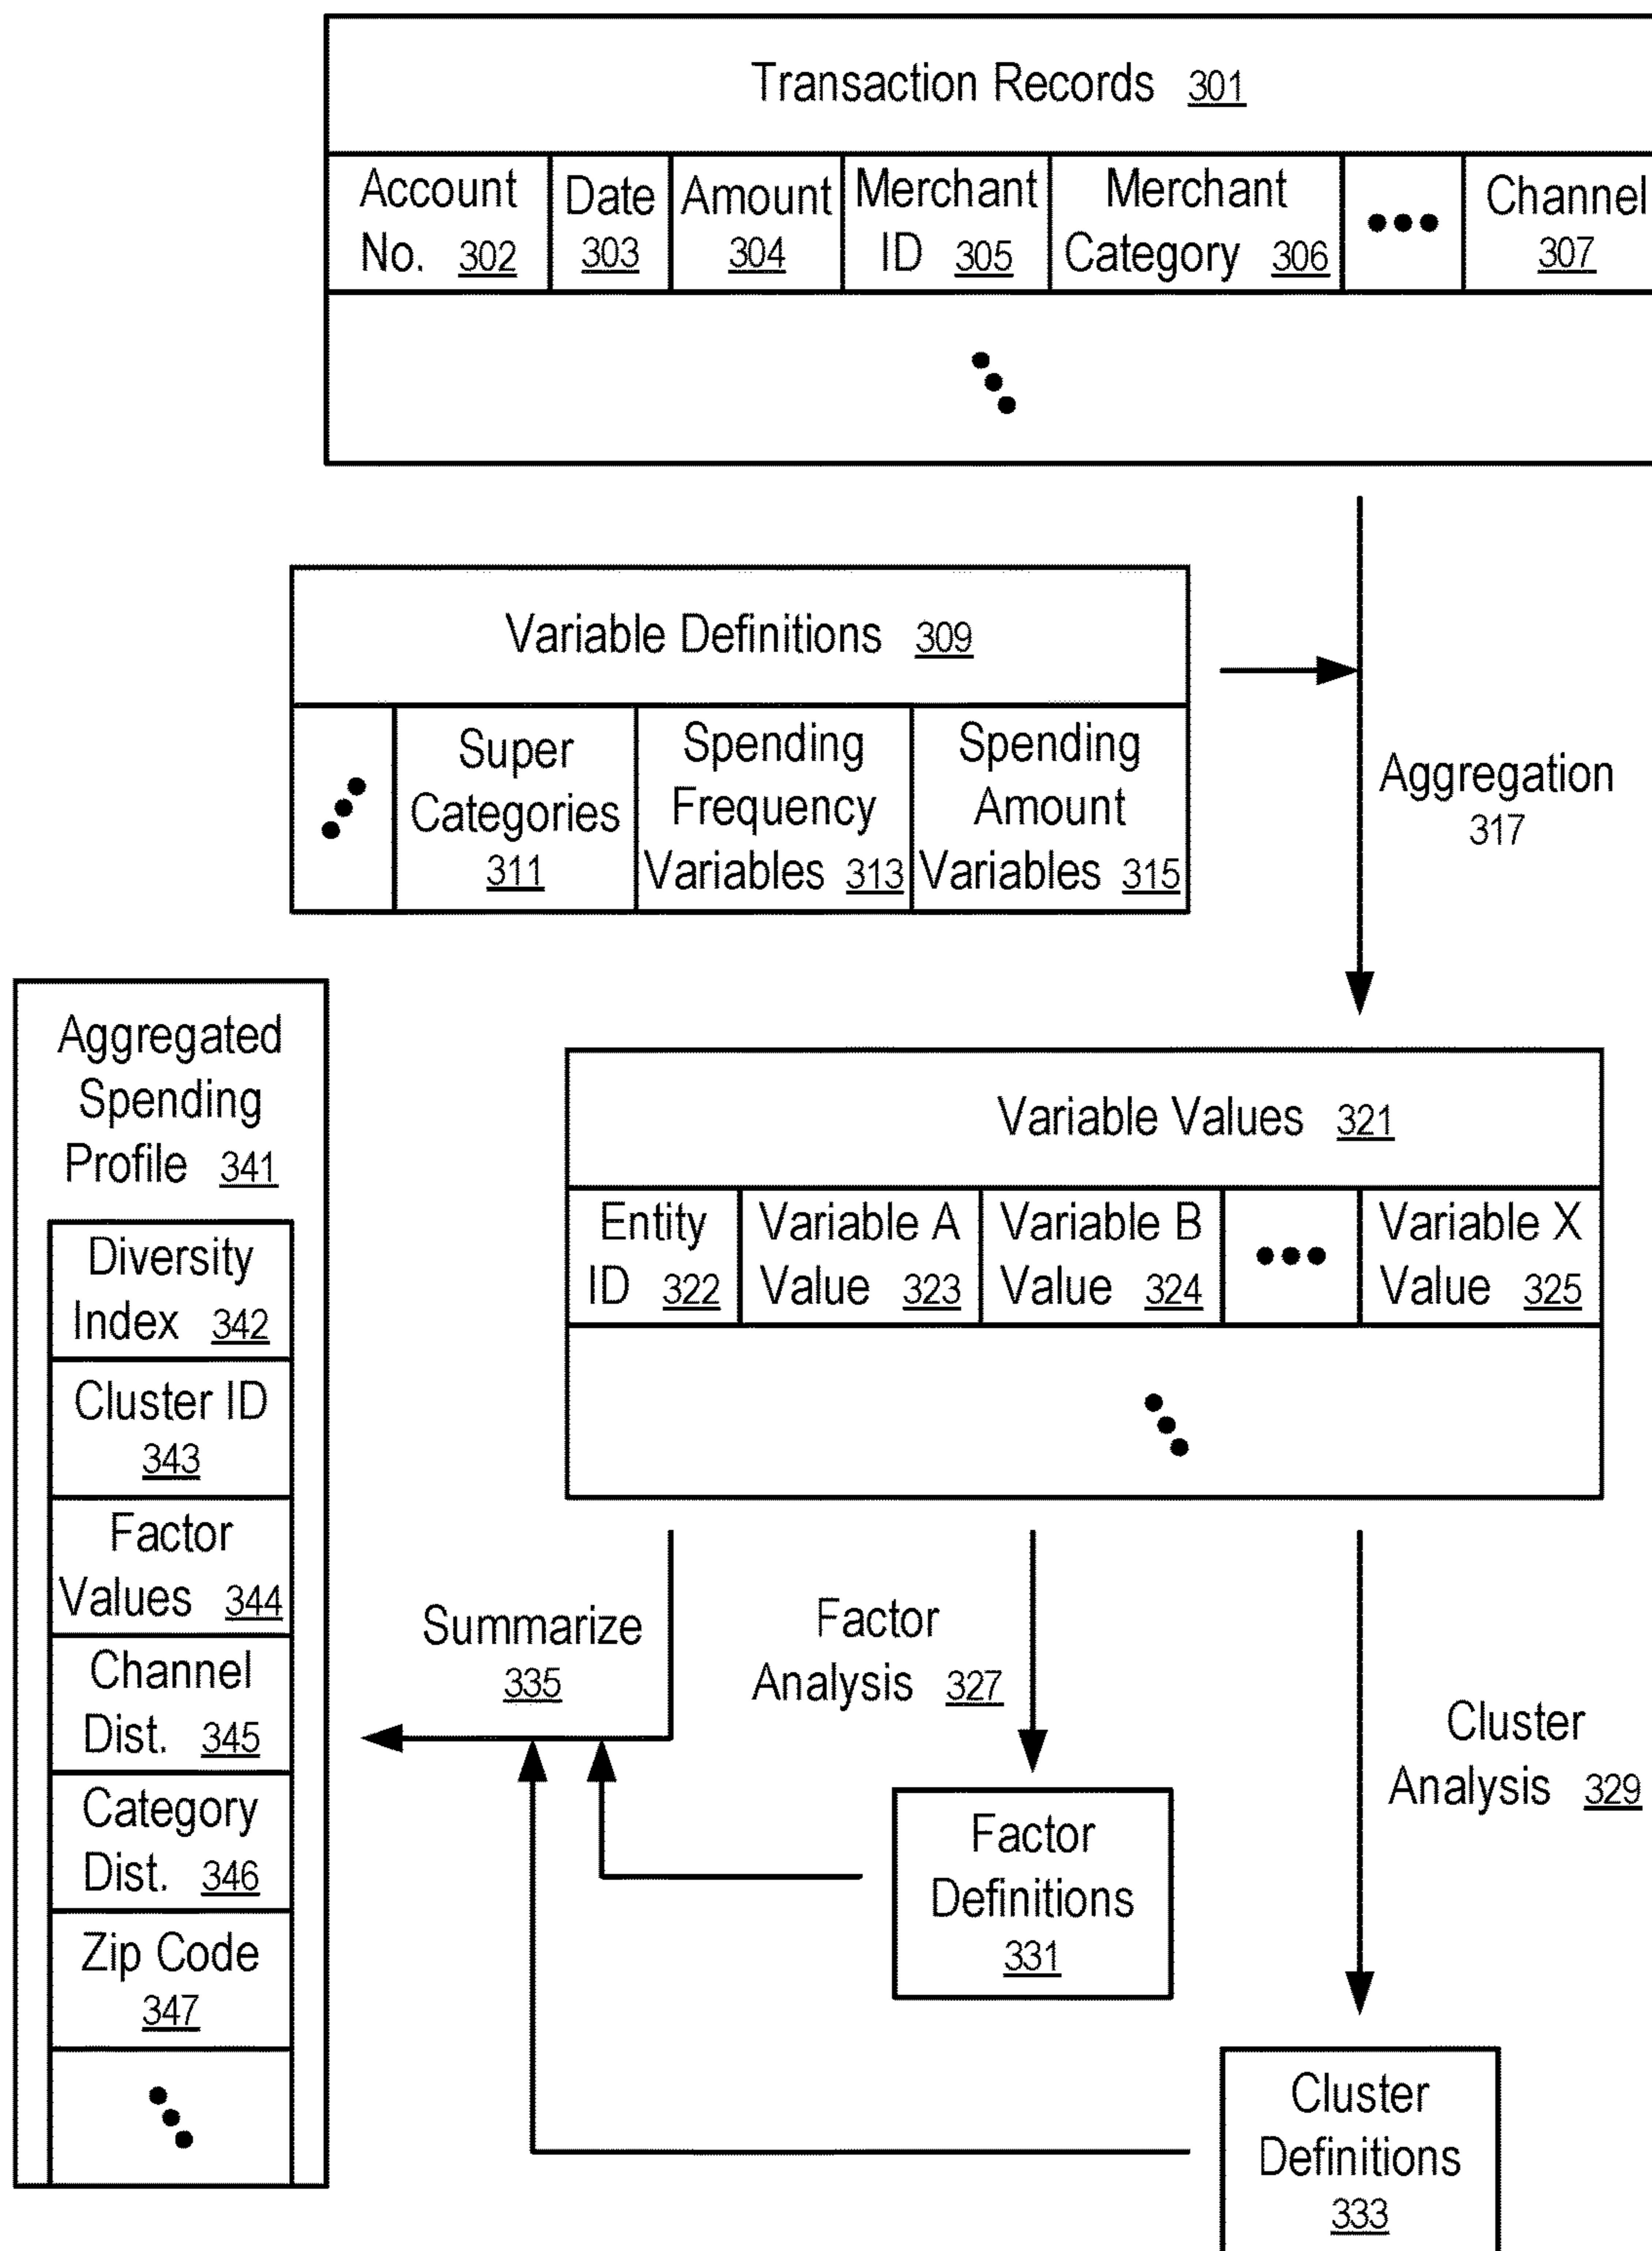 Transaction Records 301
Account
No. 302
Date
303
Amount
304
Merchant
ID 305
Merchant
Category 306
Channel
307
Variable Definitions 309
Super
Categories
311
Spending
Frequency
Variables 313
Spending
Amount
Variables 315
Aggregation
317
Aggregated
Spending
Profile 341
Diversity
Index 342
Cluster ID
343
Factor
Values 344
Channel
Dist. 345
Category
Dist. 346
Zip Code
347
Variable Values 321
Entity
ID 322
Variable A
Value 323
Variable B
Value 324
Variable X
Value 325
Summarize
335
Factor
Analysis 327
Cluster
Analysis 329
Factor
Definitions
331
Cluster
Definitions
333